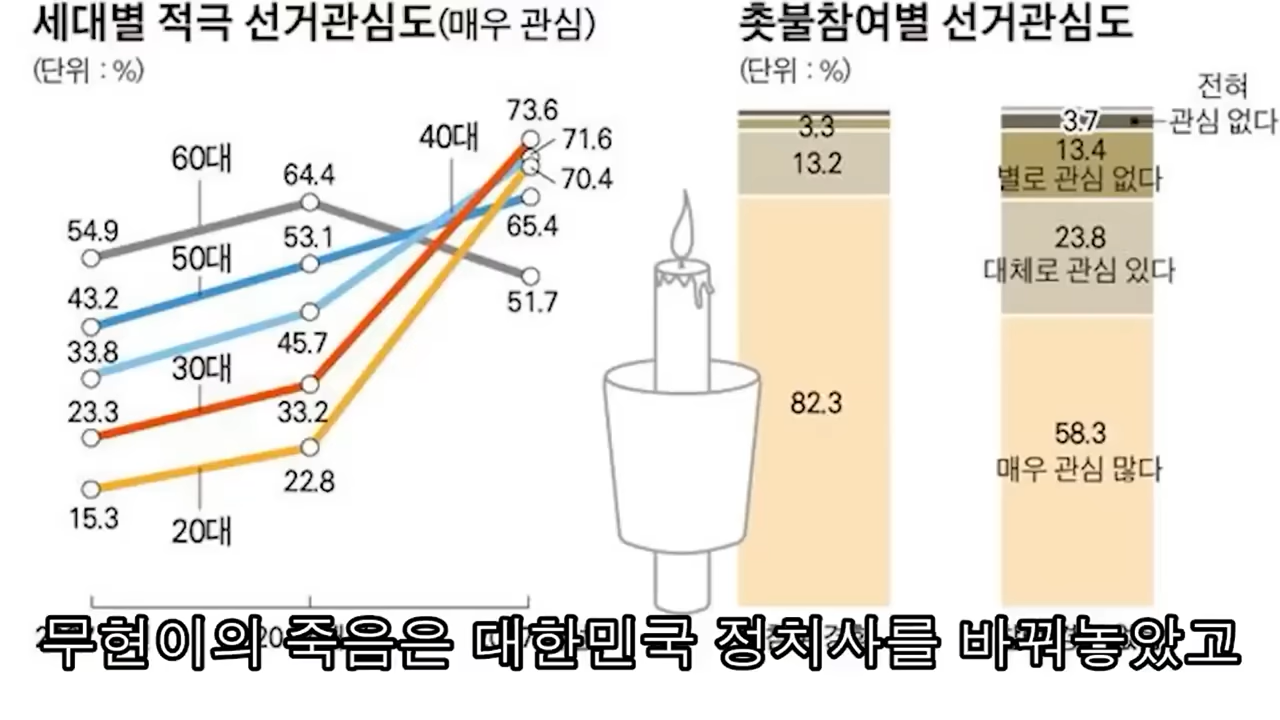 세대별 적극 선거관심도(매우 관심)
(단위 : %)
73.6
71.6
70.4
40대
60대
64.4
54.9
53.1
50대
65.4
43.2
51.7
33.8
45.7
30대
23.3
33.2
22.8
15.3
20대
촛불참여별 선거관심도
(단위 : %)
3.3
13.2
82.3
전혀
관심 없다
3.7
13.4
별로 관심 없다
23.8
대체로 관심 있다
58.3
매우 관심 많다
무현이의 죽음은 대한민국 정치사를 바꿔놓았고